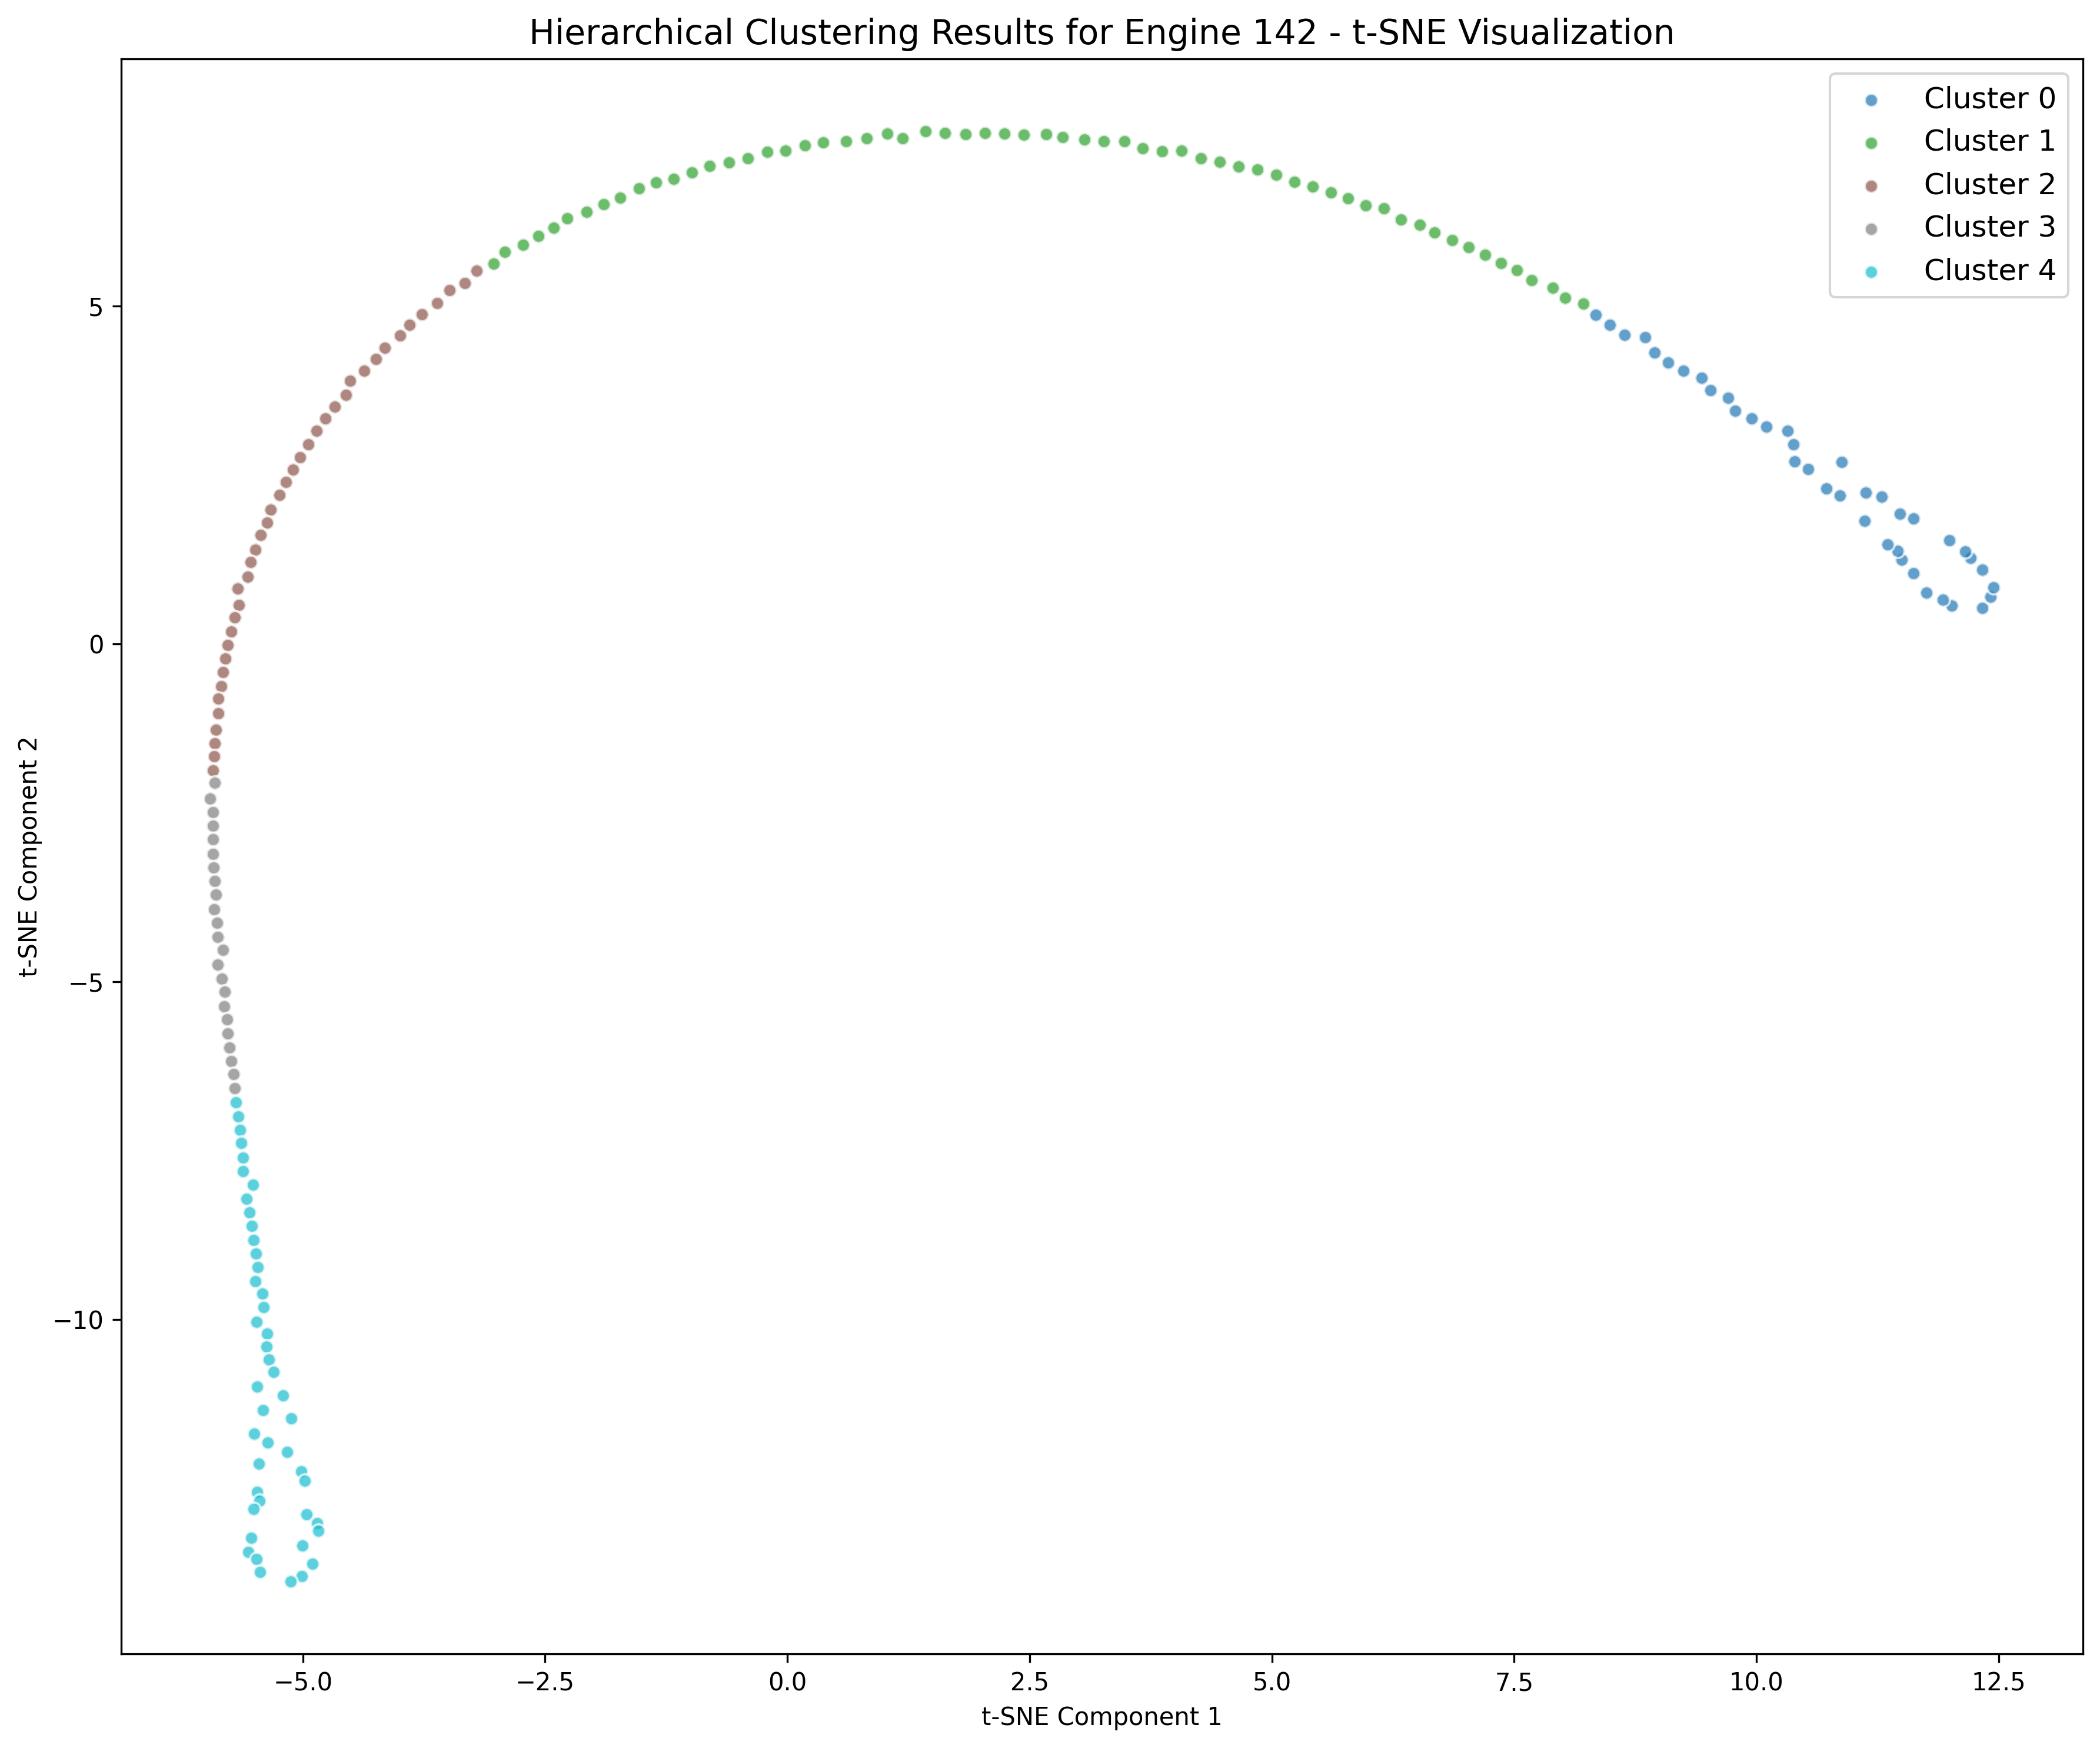 Hierarchical Clustering Results for Engine 142 - t-SNE Visualization
Cluster 0
Cluster 1
Cluster 2
Cluster 3
Cluster 4
5
0
−5
−10
t-SNE Component 2
−5.0 −2.5 0.0 2.5 5.0 7.5 10.0 12.5
t-SNE Component 1